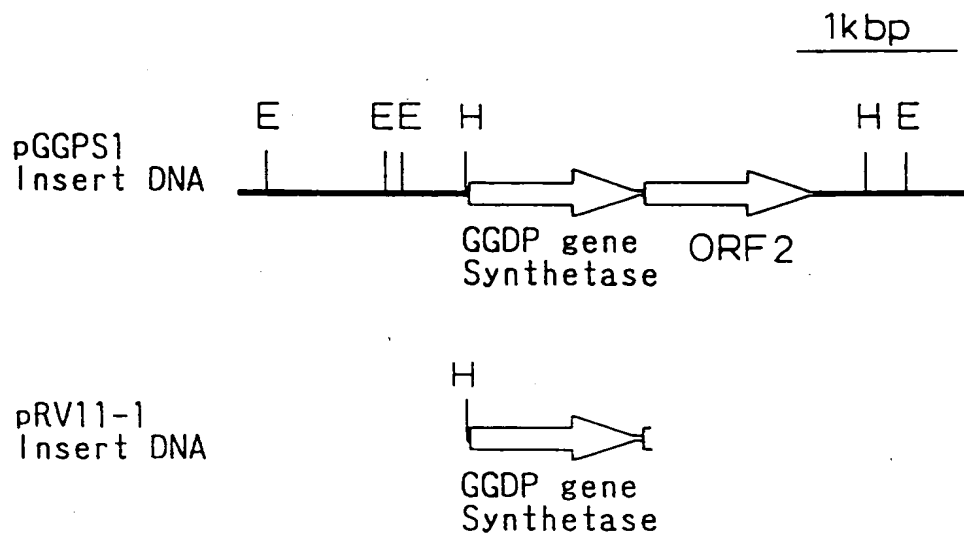 1kbp
E EE H H E
pGGPS1
Insert DNA
GGDP gene
Synthetase
ORF2
H
pRV11-1
Insert DNA
GGDP gene
Synthetase